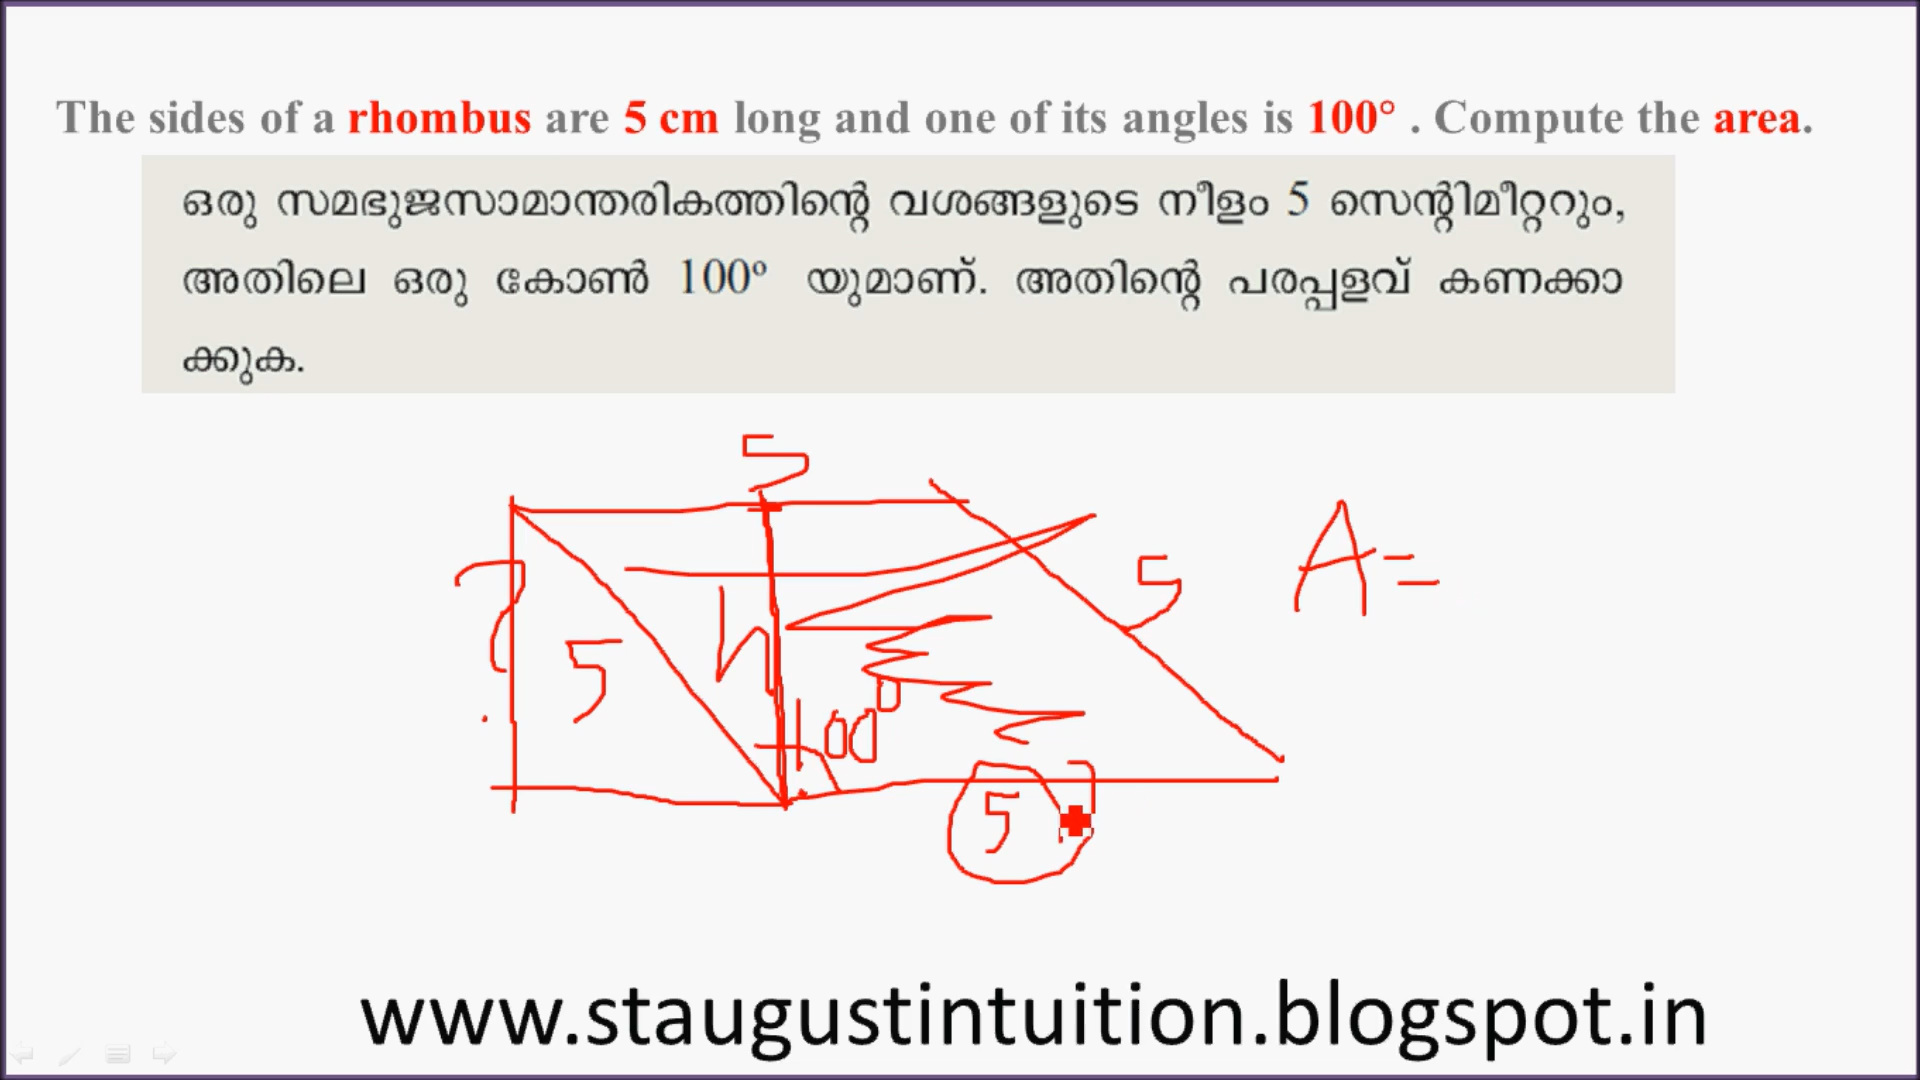 The sides of a rhombus are 5 cm long and one of its angles is 100° . Compute the area.
ഒരു സമഭുജസാമാന്തരികത്തിന്റെ വശങ്ങളുടെ നീളം 5 സെന്റിമീറ്ററും,
അതിലെ ഒരു കോൺ 100° യുമാണ്. അതിന്റെ പരപ്പളവ് കണക്കാ
ക്കുക.
5
? 5 h 100° 5 A=
5
www.staugustintuition.blogspot.in